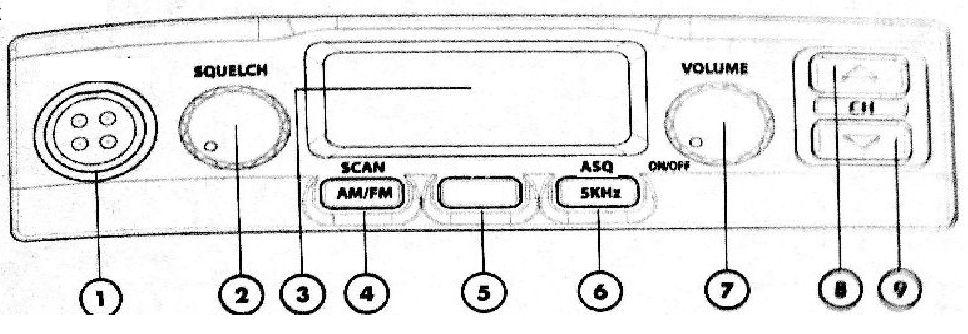 SQUELCH
VOLUME
CH
SCAN
ASQ
ON/OFF
AM/FM
5KHz
1 2 3 4 5 6 7 8 9